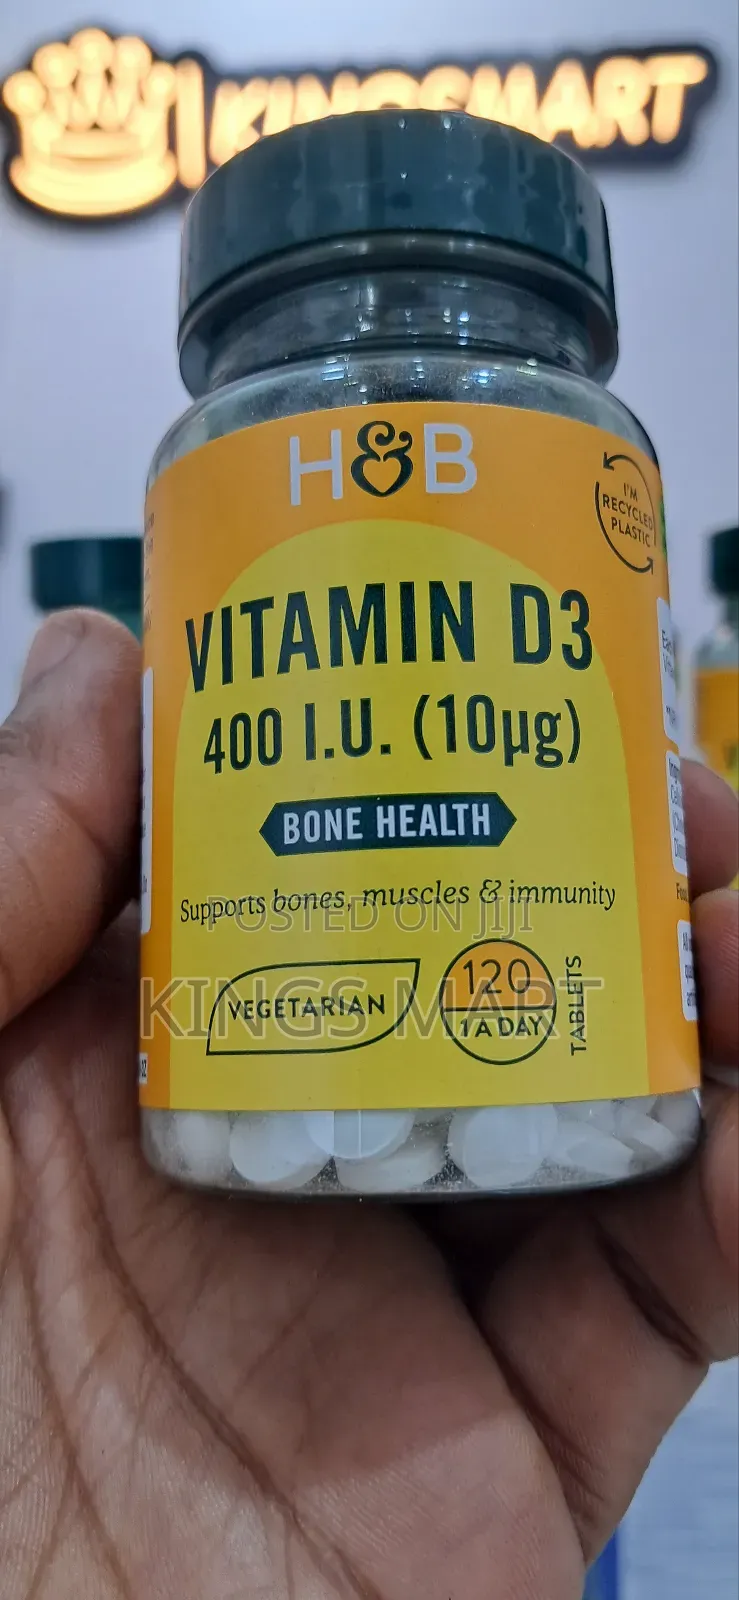 KINGSMART
H&B
I'M
RECYCLED
PLASTIC
VITAMIN D3
400 I.U. (10µg)
BONE HEALTH
Supports bones, muscles & immunity
POSTED ON JIJI
KINGS MART
VEGETARIAN
120
1 A DAY
TABLETS